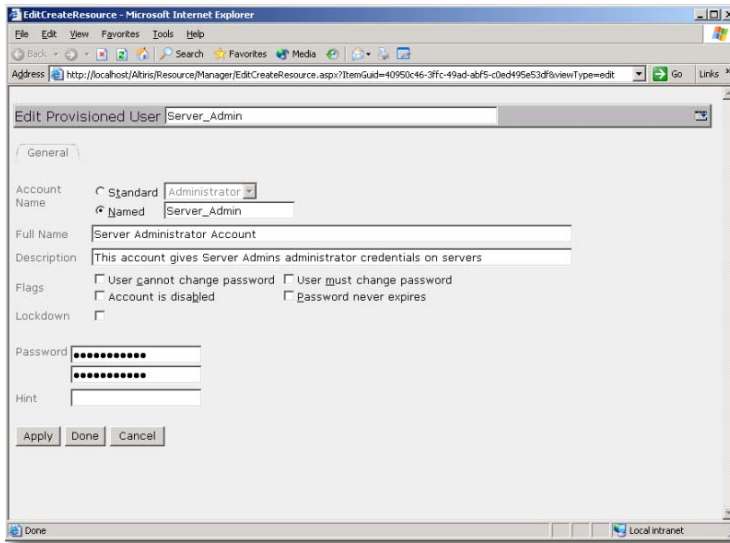 EditCreateResource - Microsoft Internet Explorer
File Edit View Favorites Tools Help
Back Search Favorites Media
Address http://localhost/Altiris/Resource/Manager/EditCreateResource.aspx?ItemGuid=40950c46-3ffc-49ad-abf5-c0ed495e53df&viewType=edit Go Links »
Edit Provisioned User Server_Admin
General
Account Name
Standard Administrator
Named Server_Admin
Full Name Server Administrator Account
Description This account gives Server Admins administrator credentials on servers
Flags
User cannot change password User must change password
Account is disabled Password never expires
Lockdown
Password ●●●●●●●●●●●
●●●●●●●●●●●
Hint
Apply Done Cancel
Done Local intranet